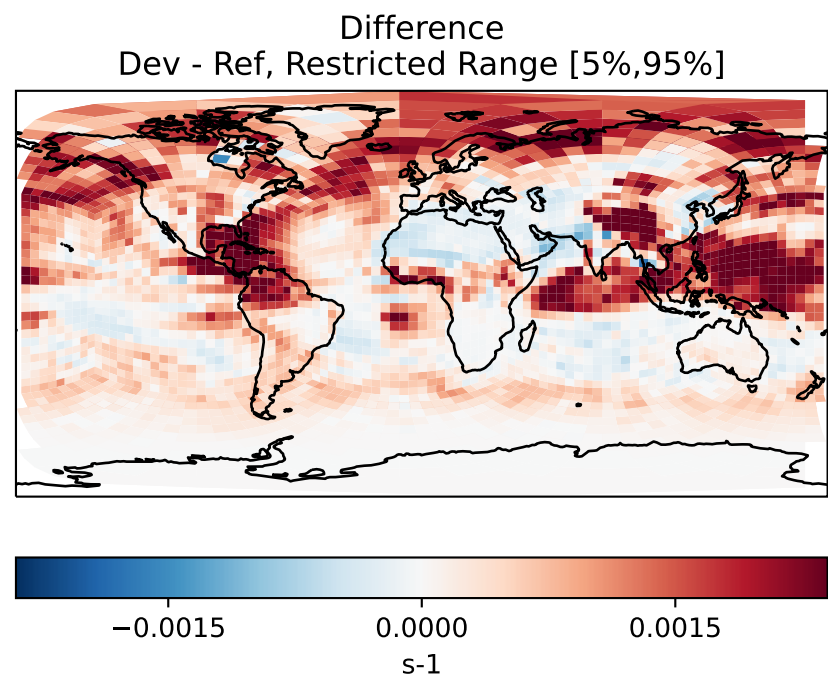 Difference
Dev - Ref, Restricted Range [5%,95%]
−0.0015 0.0000 0.0015
s-1